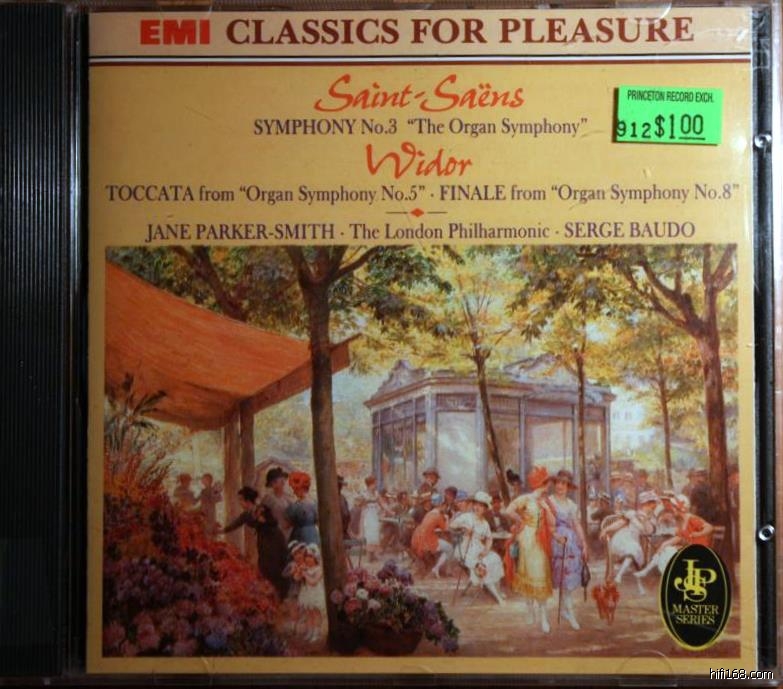 EMI CLASSICS FOR PLEASURE
Saint-Saëns
SYMPHONY No.3 "The Organ Symphony"
PRINCETON RECORD EXCH.
912 $1.00
Widor
TOCCATA from "Organ Symphony No.5" · FINALE from "Organ Symphony No.8"
JANE PARKER-SMITH · The London Philharmonic · SERGE BAUDO
JPS
MASTER
SERIES
hifi168.com